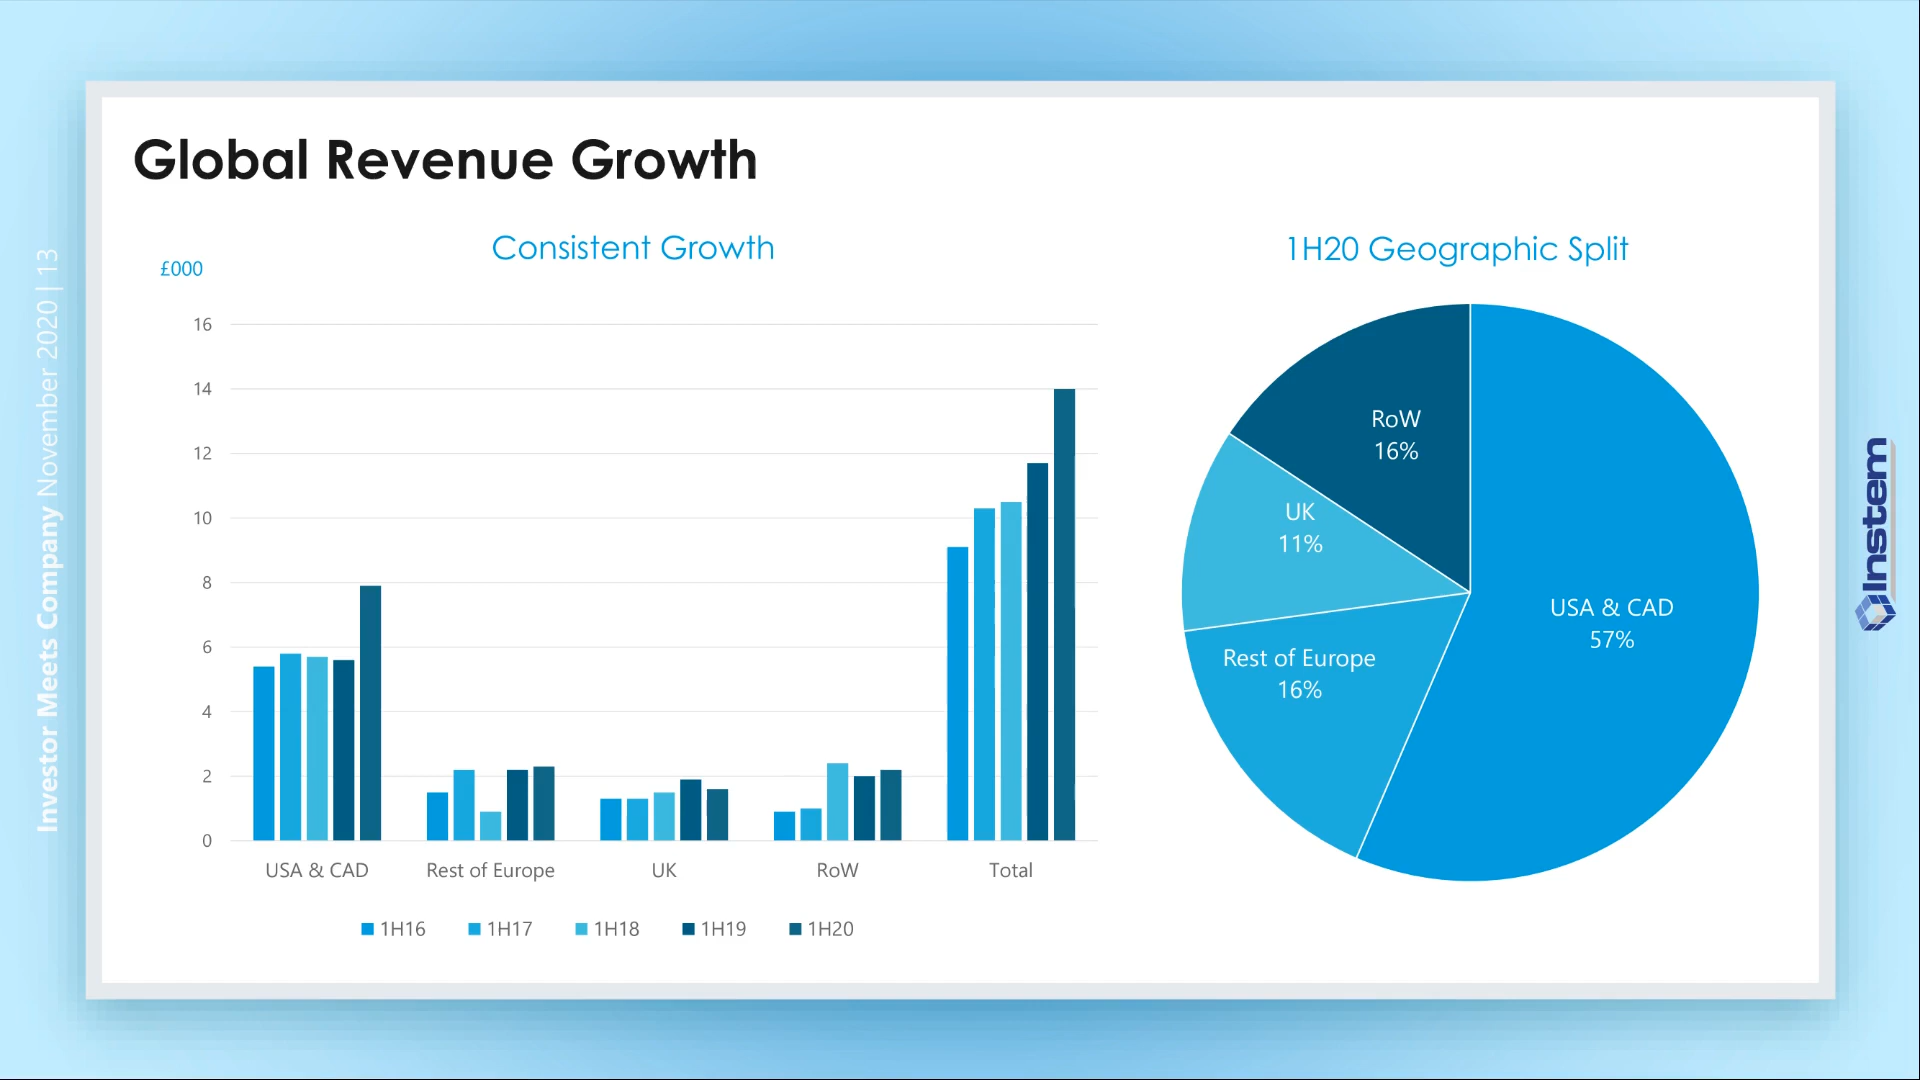 Global Revenue Growth
Consistent Growth
£000
16
14
12
10
8
6
4
2
0
USA & CAD
Rest of Europe
UK
RoW
Total
1H16
1H17
1H18
1H19
1H20
1H20 Geographic Split
RoW
16%
UK
11%
Rest of Europe
16%
USA & CAD
57%
Investor Meets Company November 2020 | 13
Instem